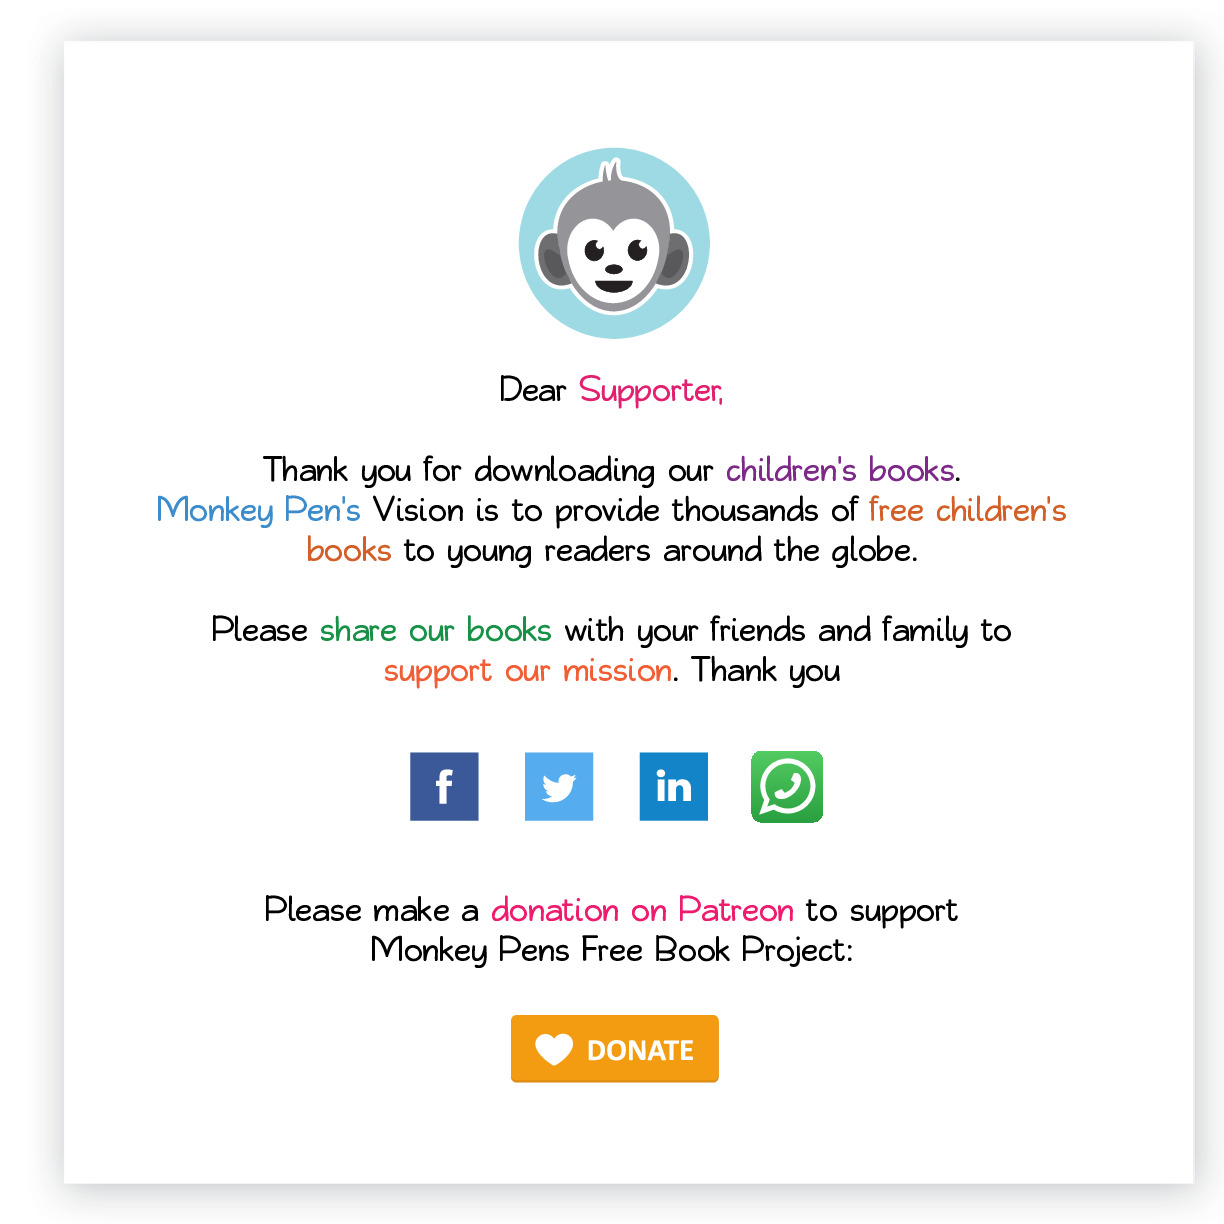 Dear Supporter,
Thank you for downloading our children's books.
Monkey Pen's Vision is to provide thousands of free children's
books to young readers around the globe.
Please share our books with your friends and family to
support our mission. Thank you
f in
Please make a donation on Patreon to support
Monkey Pens Free Book Project:
DONATE